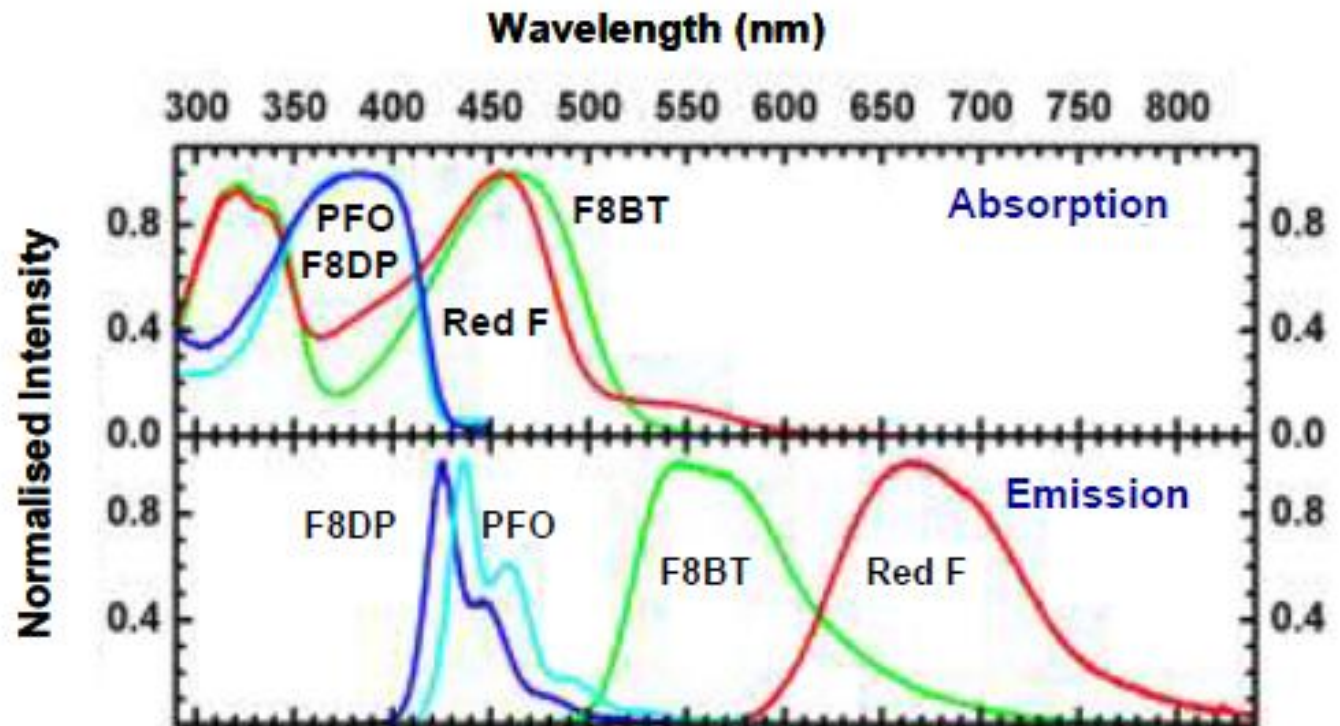 Wavelength (nm)
300 350 400 450 500 550 600 650 700 750 800
Normalised Intensity
0.8 PFO F8BT Absorption 0.8
F8DP
0.4 Red F 0.4
0.0 0.0
Emission
0.8 F8DP PFO 0.8
F8BT Red F
0.4 0.4